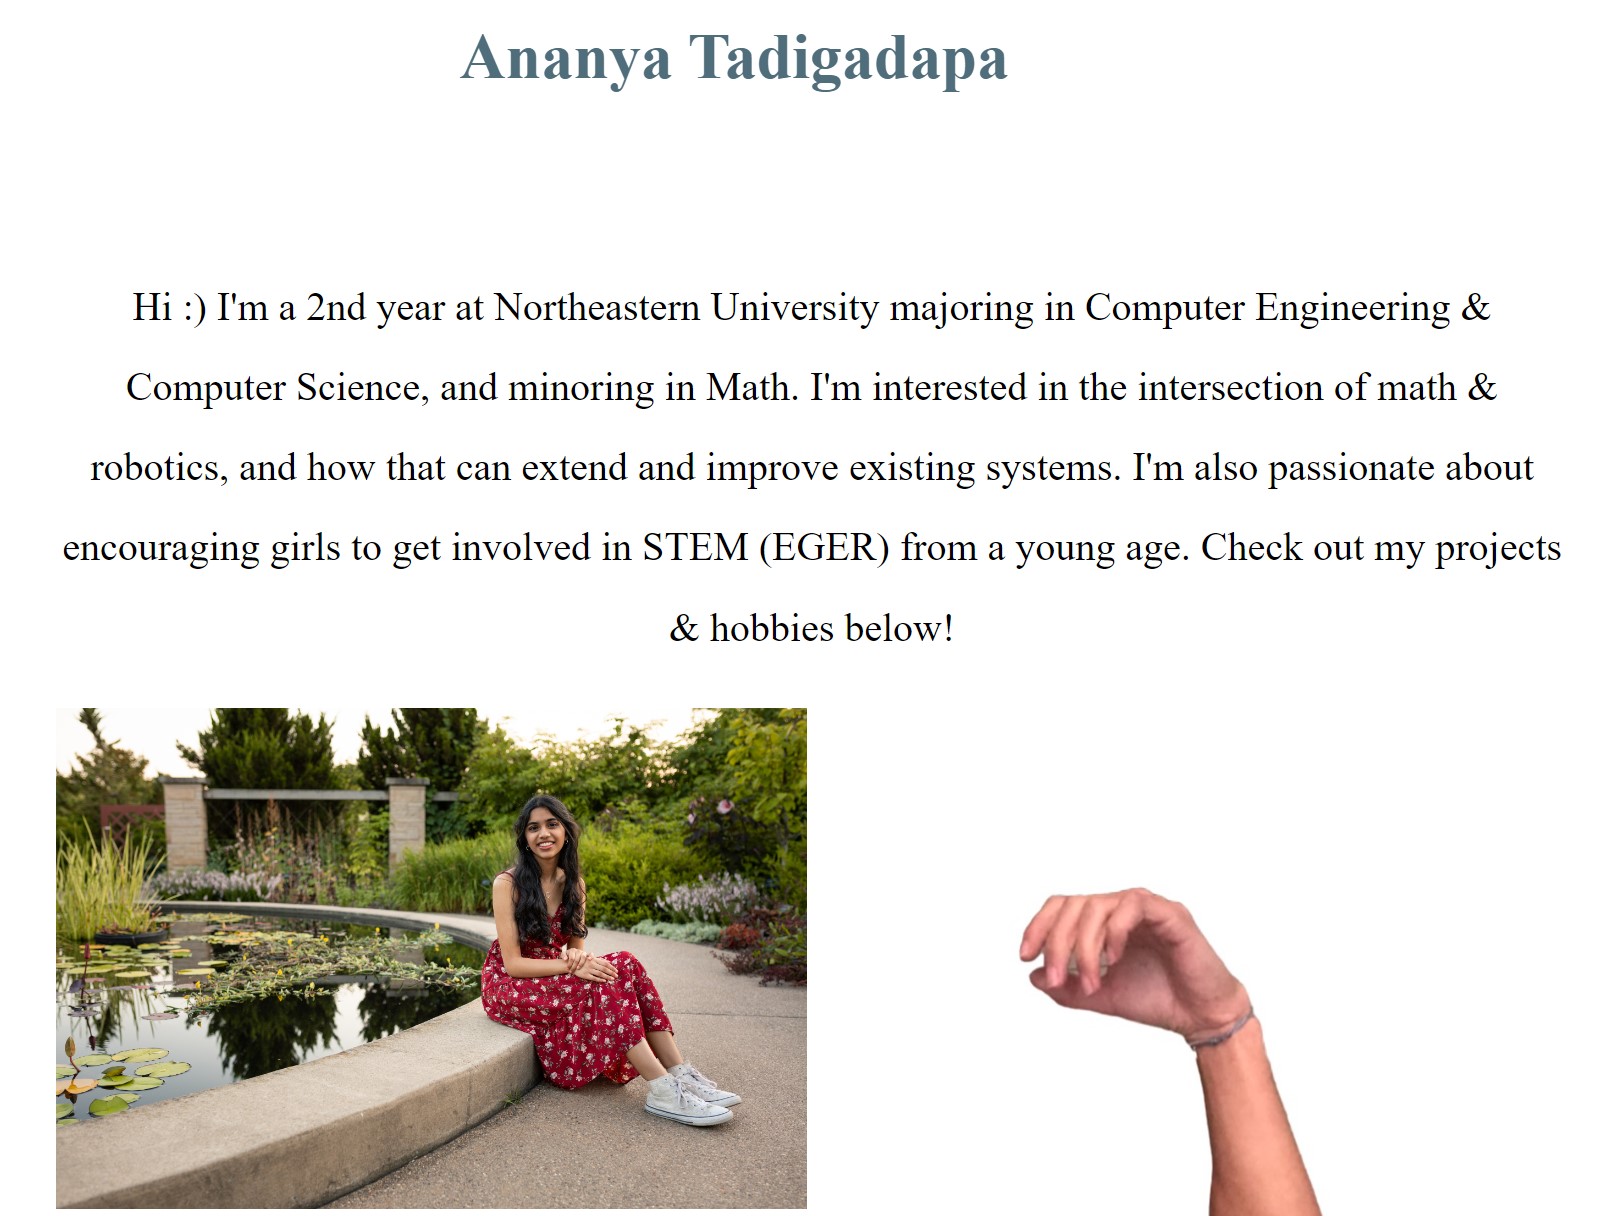 Ananya Tadigadapa
Hi :) I'm a 2nd year at Northeastern University majoring in Computer Engineering &
Computer Science, and minoring in Math. I'm interested in the intersection of math &
robotics, and how that can extend and improve existing systems. I'm also passionate about
encouraging girls to get involved in STEM (EGER) from a young age. Check out my projects
& hobbies below!